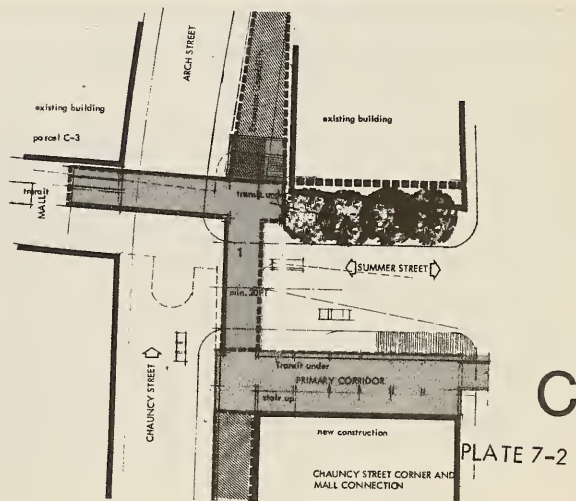 ARCH STREET
existing building
parcel C-3
existing building
transit
MALL
transit under
1
SUMMER STREET
min. 20FT
CHAUNCY STREET
Transit under
PRIMARY CORRIDOR
stair up
new construction
C
PLATE 7-2
CHAUNCY STREET CORNER AND
MALL CONNECTION